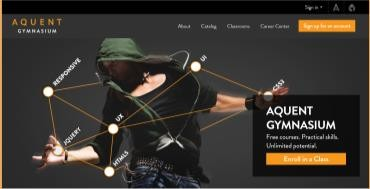 Sign in
AQUENT
GYMNASIUM
About Catalog Classrooms Career Center Sign up for an account
RESPONSIVE
UI
CSS3
JQUERY
UX
HTML5
AQUENT
GYMNASIUM
Free courses. Practical skills.
Unlimited potential.
Enroll in a Class